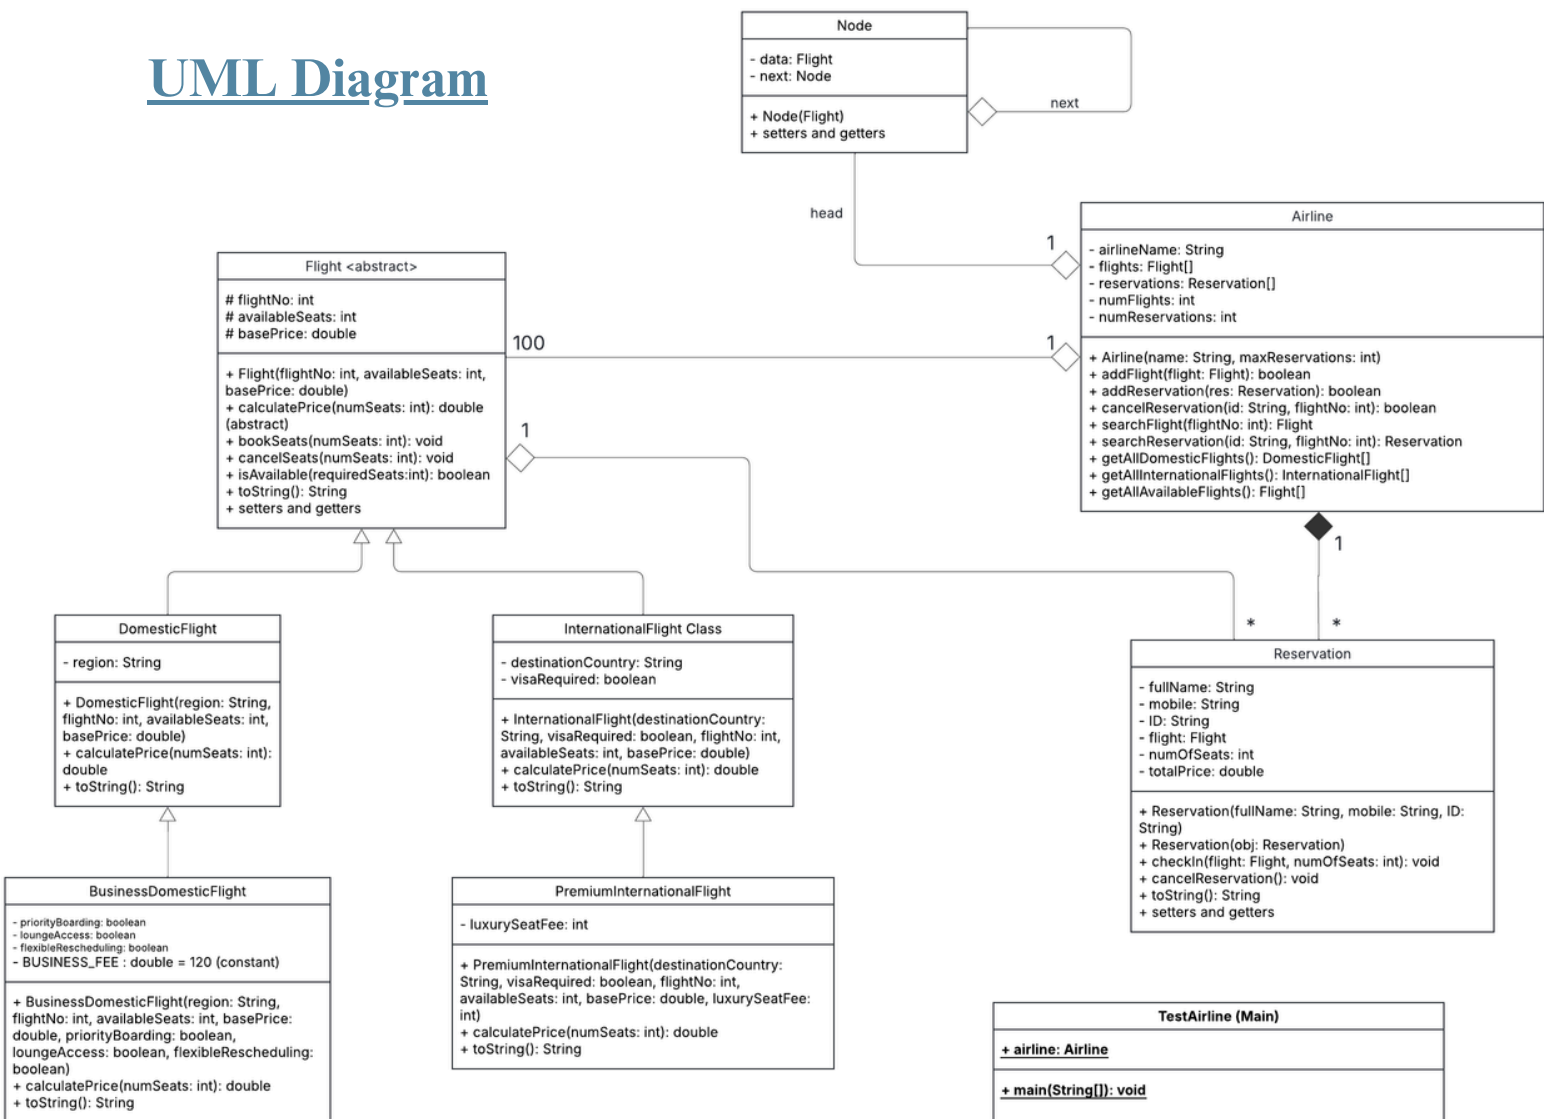 UML Diagram
Node
- data: Flight
- next: Node
+ Node(Flight)
+ setters and getters
next
head
Airline
- airlineName: String
- flights: Flight[]
- reservations: Reservation[]
- numFlights: int
- numReservations: int
+ Airline(name: String, maxReservations: int)
+ addFlight(flight: Flight): boolean
+ addReservation(res: Reservation): boolean
+ cancelReservation(id: String, flightNo: int): boolean
+ searchFlight(flightNo: int): Flight
+ searchReservation(id: String, flightNo: int): Reservation
+ getAllDomesticFlights(): DomesticFlight[]
+ getAllInternationalFlights(): InternationalFlight[]
+ getAllAvailableFlights(): Flight[]
1
1
100
1
1
*
*
Flight <abstract>
# flightNo: int
# availableSeats: int
# basePrice: double
+ Flight(flightNo: int, availableSeats: int,
basePrice: double)
+ calculatePrice(numSeats: int): double
(abstract)
+ bookSeats(numSeats: int): void
+ cancelSeats(numSeats: int): void
+ isAvailable(requiredSeats:int): boolean
+ toString(): String
+ setters and getters
DomesticFlight
- region: String
+ DomesticFlight(region: String,
flightNo: int, availableSeats: int,
basePrice: double)
+ calculatePrice(numSeats: int):
double
+ toString(): String
InternationalFlight Class
- destinationCountry: String
- visaRequired: boolean
+ InternationalFlight(destinationCountry:
String, visaRequired: boolean, flightNo: int,
availableSeats: int, basePrice: double)
+ calculatePrice(numSeats: int): double
+ toString(): String
Reservation
- fullName: String
- mobile: String
- ID: String
- flight: Flight
- numOfSeats: int
- totalPrice: double
+ Reservation(fullName: String, mobile: String, ID:
String)
+ Reservation(obj: Reservation)
+ checkIn(flight: Flight, numOfSeats: int): void
+ cancelReservation(): void
+ toString(): String
+ setters and getters
BusinessDomesticFlight
- priorityBoarding: boolean
- loungeAccess: boolean
- flexibleRescheduling: boolean
- BUSINESS_FEE : double = 120 (constant)
+ BusinessDomesticFlight(region: String,
flightNo: int, availableSeats: int, basePrice:
double, priorityBoarding: boolean,
loungeAccess: boolean, flexibleRescheduling:
boolean)
+ calculatePrice(numSeats: int): double
+ toString(): String
PremiumInternationalFlight
- luxurySeatFee: int
+ PremiumInternationalFlight(destinationCountry:
String, visaRequired: boolean, flightNo: int,
availableSeats: int, basePrice: double, luxurySeatFee:
int)
+ calculatePrice(numSeats: int): double
+ toString(): String
TestAirline (Main)
+ airline: Airline
+ main(String[]): void